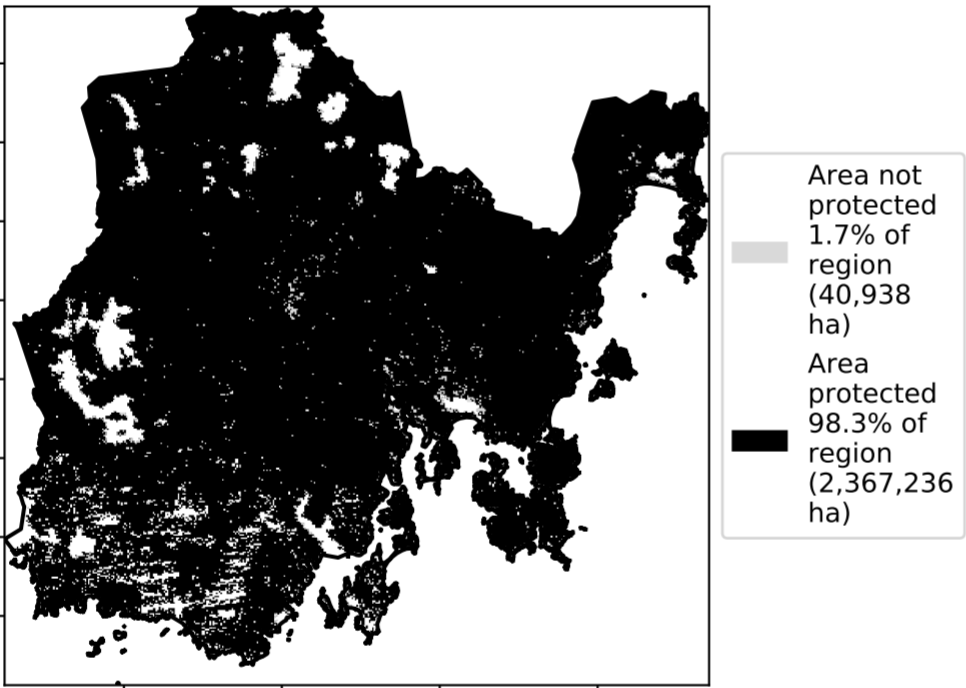 Area not
protected
1.7% of
region
(40,938
ha)
Area
protected
98.3% of
region
(2,367,236
ha)